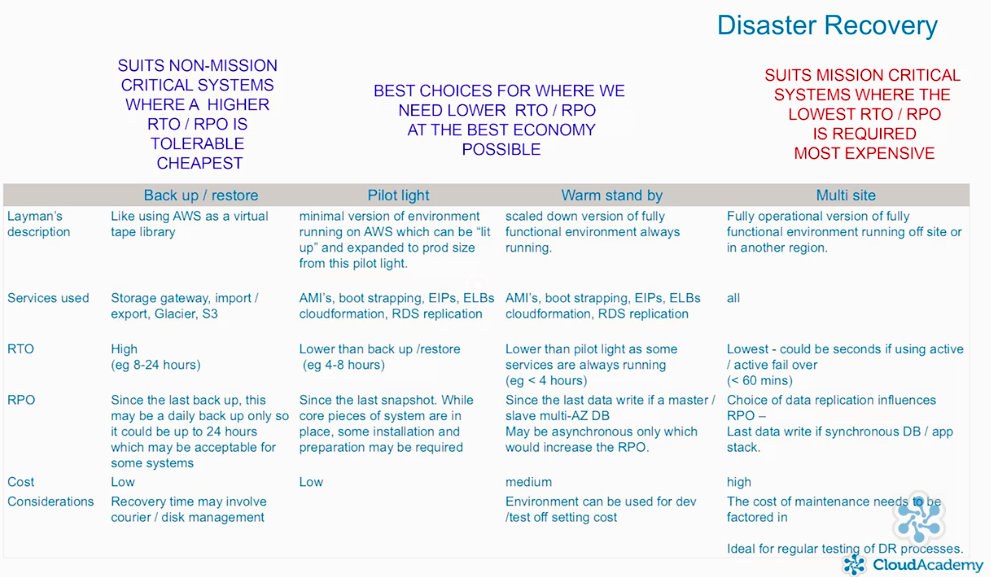 Disaster Recovery
SUITS NON-MISSION
CRITICAL SYSTEMS
WHERE A HIGHER
RTO / RPO IS
TOLERABLE
CHEAPEST
BEST CHOICES FOR WHERE WE
NEED LOWER RTO / RPO
AT THE BEST ECONOMY
POSSIBLE
SUITS MISSION CRITICAL
SYSTEMS WHERE THE
LOWEST RTO / RPO
IS REQUIRED
MOST EXPENSIVE
Back up / restore
Pilot light
Warm stand by
Multi site
Layman's
description
Like using AWS as a virtual
tape library
minimal version of environment
running on AWS which can be “lit
up” and expanded to prod size
from this pilot light.
scaled down version of fully
functional environment always
running.
Fully operational version of fully
functional environment running off site or
in another region.
Services used
Storage gateway, import /
export, Glacier, S3
AMI's, boot strapping, EIPs, ELBs
cloudformation, RDS replication
AMI's, boot strapping, EIPs, ELBs
cloudformation, RDS replication
all
RTO
High
(eg 8-24 hours)
Lower than back up /restore
(eg 4-8 hours)
Lower than pilot light as some
services are always running
(eg < 4 hours)
Lowest - could be seconds if using active
/ active fail over
(< 60 mins)
RPO
Since the last back up, this
may be a daily back up only so
it could be up to 24 hours
which may be acceptable for
some systems
Since the last snapshot. While
core pieces of system are in
place, some installation and
preparation may be required
Since the last data write if a master /
slave multi-AZ DB
May be asynchronous only which
would increase the RPO.
Choice of data replication influences
RPO –
Last data write if synchronous DB / app
stack.
Cost
Low
Low
medium
high
Considerations
Recovery time may involve
courier / disk management
Environment can be used for dev
/test off setting cost
The cost of maintenance needs to be
factored in
Ideal for regular testing of DR processes.
CloudAcademy